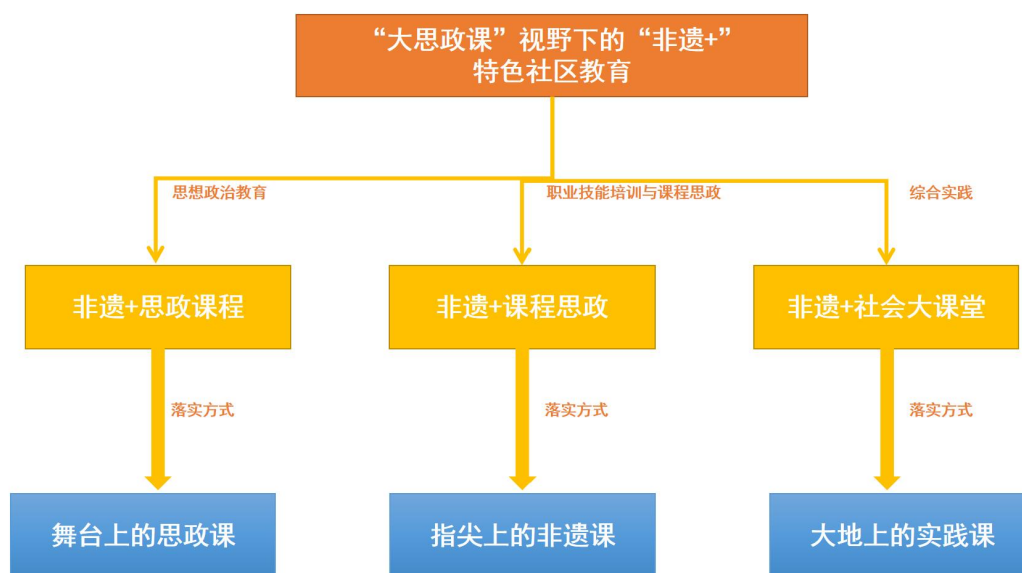 “大思政课”视野下的“非遗+”
特色社区教育
思想政治教育
职业技能培训与课程思政
综合实践
非遗+思政课程
非遗+课程思政
非遗+社会大课堂
落实方式
落实方式
落实方式
舞台上的思政课
指尖上的非遗课
大地上的实践课